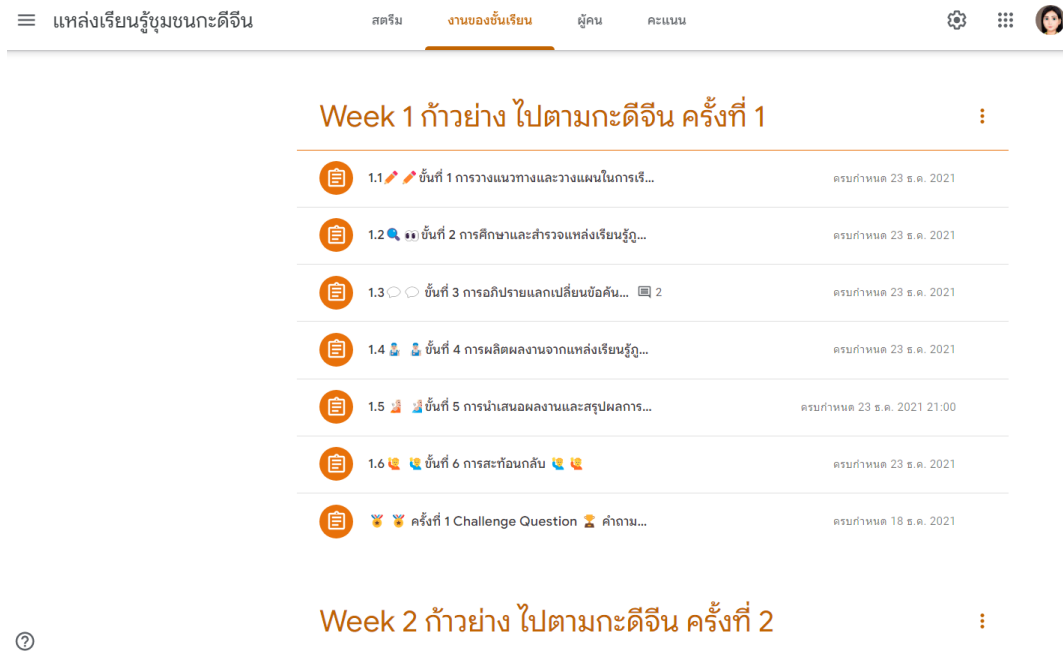 แหล่งเรียนรู้ชุมชนกะดีจีน
สตรีม งานของชั้นเรียน ผู้คน คะแนน
Week 1 ก้าวย่าง ไปตามกะดีจีน ครั้งที่ 1
1.1 ขั้นที่ 1 การวางแนวทางและวางแผนในการเรี... ครบกำหนด 23 ธ.ค. 2021
1.2 ขั้นที่ 2 การศึกษาและสำรวจแหล่งเรียนรู้ภู... ครบกำหนด 23 ธ.ค. 2021
1.3 ขั้นที่ 3 การอภิปรายแลกเปลี่ยนข้อค้น... 2 ครบกำหนด 23 ธ.ค. 2021
1.4 ขั้นที่ 4 การผลิตผลงานจากแหล่งเรียนรู้ภู... ครบกำหนด 23 ธ.ค. 2021
1.5 ขั้นที่ 5 การนำเสนอผลงานและสรุปผลการ... ครบกำหนด 23 ธ.ค. 2021 21:00
1.6 ขั้นที่ 6 การสะท้อนกลับ ครบกำหนด 23 ธ.ค. 2021
ครั้งที่ 1 Challenge Question คำถาม... ครบกำหนด 18 ธ.ค. 2021
Week 2 ก้าวย่าง ไปตามกะดีจีน ครั้งที่ 2